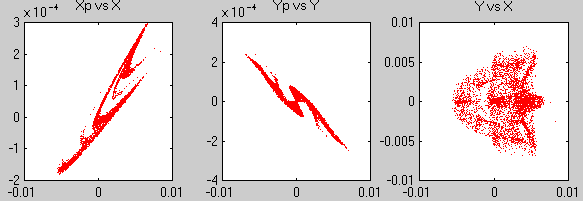 x 10⁻⁴ Xp vs X
3
2
1
0
-1
-2
-0.01 0 0.01
x 10⁻⁴ Yp vs Y
4
2
0
-2
-4
-0.01 0 0.01
Y vs X
0.01
0.005
0
-0.005
-0.01
-0.01 0 0.01